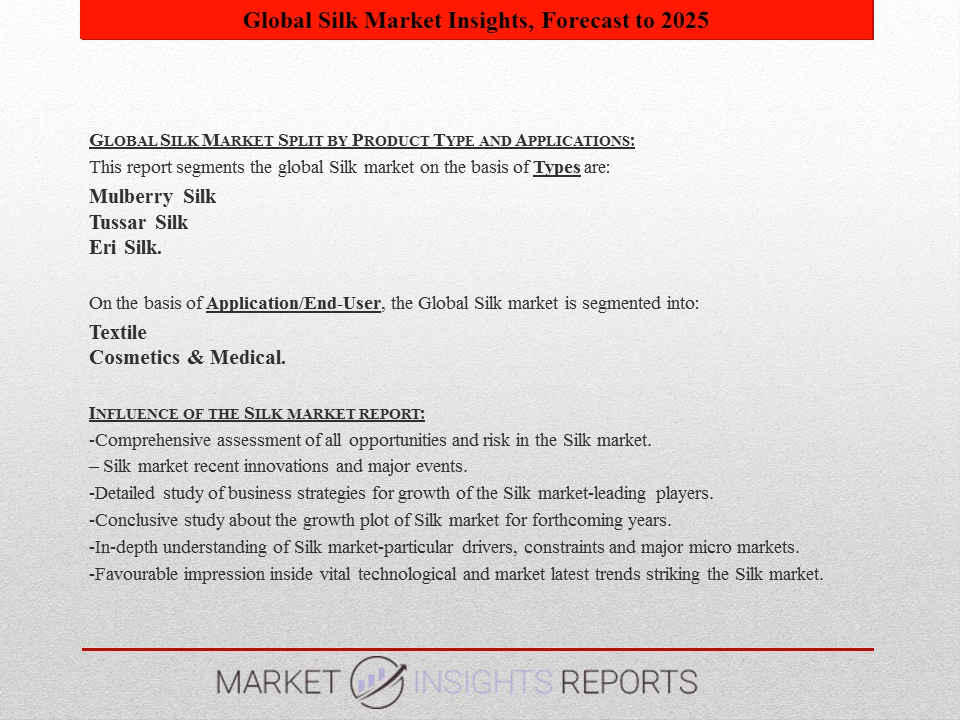 Global Silk Market Insights, Forecast to 2025
GLOBAL SILK MARKET SPLIT BY PRODUCT TYPE AND APPLICATIONS:
This report segments the global Silk market on the basis of Types are:
Mulberry Silk
Tussar Silk
Eri Silk.
On the basis of Application/End-User, the Global Silk market is segmented into:
Textile
Cosmetics & Medical.
INFLUENCE OF THE SILK MARKET REPORT:
-Comprehensive assessment of all opportunities and risk in the Silk market.
– Silk market recent innovations and major events.
-Detailed study of business strategies for growth of the Silk market-leading players.
-Conclusive study about the growth plot of Silk market for forthcoming years.
-In-depth understanding of Silk market-particular drivers, constraints and major micro markets.
-Favourable impression inside vital technological and market latest trends striking the Silk market.
MARKET INSIGHTS REPORTS